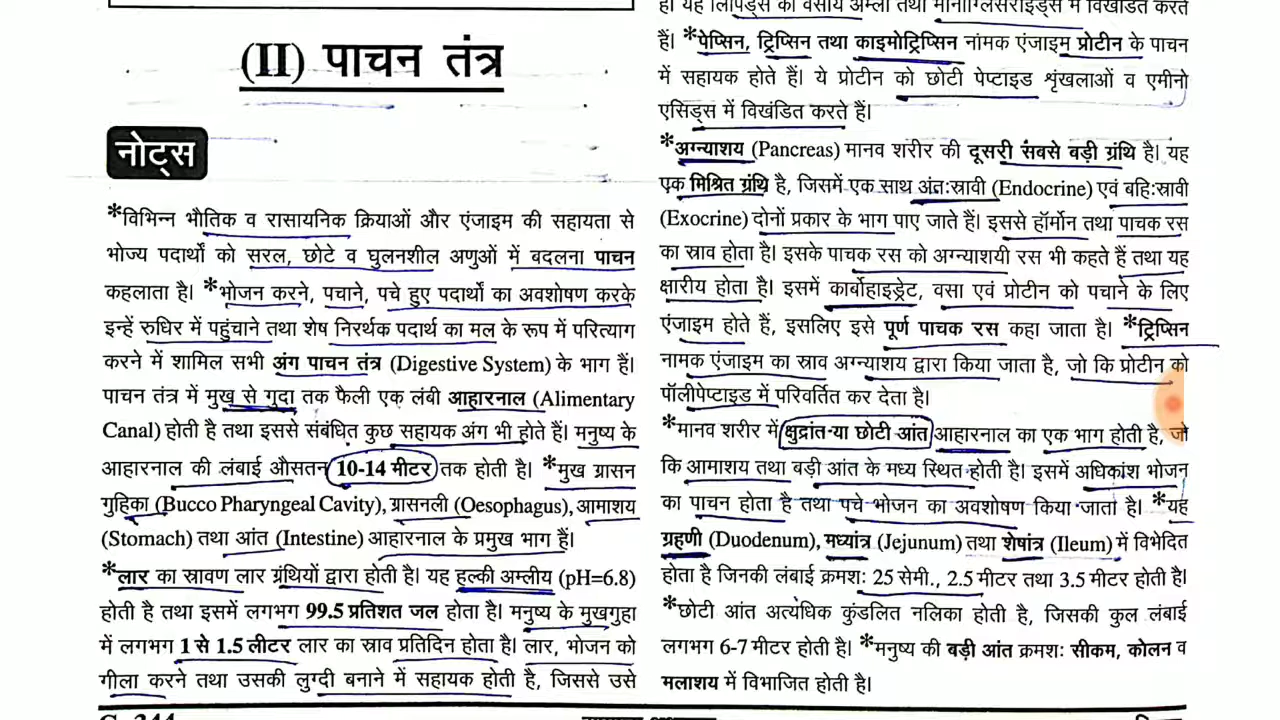 (II) पाचन तंत्र
नोट्स
*विभिन्न भौतिक व रासायनिक क्रियाओं और एंजाइम की सहायता से
भोज्य पदार्थों को सरल, छोटे व घुलनशील अणुओं में बदलना पाचन
कहलाता है। *भोजन करने, पचाने, पचे हुए पदार्थों का अवशोषण करके
इन्हें रुधिर में पहुंचाने तथा शेष निरर्थक पदार्थ का मल के रूप में परित्याग
करने में शामिल सभी अंग पाचन तंत्र (Digestive System) के भाग हैं।
पाचन तंत्र में मुख से गुदा तक फैली एक लंबी आहारनाल (Alimentary
Canal) होती है तथा इससे संबंधित कुछ सहायक अंग भी होते हैं। मनुष्य के
आहारनाल की लंबाई औसतन 10-14 मीटर तक होती है। *मुख ग्रासन
गुहिका (Bucco Pharyngeal Cavity), ग्रासनली (Oesophagus), आमाशय
(Stomach) तथा आंत (Intestine) आहारनाल के प्रमुख भाग हैं।
*लार का स्रावण लार ग्रंथियों द्वारा होती है। यह हल्की अम्लीय (pH=6.8)
होती है तथा इसमें लगभग 99.5 प्रतिशत जल होता है। मनुष्य के मुखगुहा
में लगभग 1 से 1.5 लीटर लार का स्राव प्रतिदिन होता है। लार, भोजन को
गीला करने तथा उसकी लुग्दी बनाने में सहायक होती है, जिससे उसे
है। यह लिपिड्स को वसीय अम्लों तथा मोनोग्लिसराइड्स में विखंडित करते
हैं। *पेप्सिन, ट्रिप्सिन तथा काइमोट्रिप्सिन नामक एंजाइम प्रोटीन के पाचन
में सहायक होते हैं। ये प्रोटीन को छोटी पेप्टाइड शृंखलाओं व एमीनो
एसिड्स में विखंडित करते हैं।
*अग्न्याशय (Pancreas) मानव शरीर की दूसरी सबसे बड़ी ग्रंथि है। यह
एक मिश्रित ग्रंथि है, जिसमें एक साथ अंतःस्रावी (Endocrine) एवं बहिःस्रावी
(Exocrine) दोनों प्रकार के भाग पाए जाते हैं। इससे हॉर्मोन तथा पाचक रस
का स्राव होता है। इसके पाचक रस को अग्न्याशयी रस भी कहते हैं तथा यह
क्षारीय होता है। इसमें कार्बोहाइड्रेट, वसा एवं प्रोटीन को पचाने के लिए
एंजाइम होते हैं, इसलिए इसे पूर्ण पाचक रस कहा जाता है। *ट्रिप्सिन
नामक एंजाइम का स्राव अग्न्याशय द्वारा किया जाता है, जो कि प्रोटीन को
पॉलीपेप्टाइड में परिवर्तित कर देता है।
*मानव शरीर में क्षुद्रांत या छोटी आंत आहारनाल का एक भाग होती है, जो
कि आमाशय तथा बड़ी आंत के मध्य स्थित होती है। इसमें अधिकांश भोजन
का पाचन होता है तथा पचे भोजन का अवशोषण किया जाता है। *यह
ग्रहणी (Duodenum), मध्यांत्र (Jejunum) तथा शेषांत्र (Ileum) में विभेदित
होता है जिनकी लंबाई क्रमशः 25 सेमी., 2.5 मीटर तथा 3.5 मीटर होती है।
*छोटी आंत अत्यधिक कुंडलित नलिका होती है, जिसकी कुल लंबाई
लगभग 6-7 मीटर होती है। *मनुष्य की बड़ी आंत क्रमशः सीकम, कोलन व
मलाशय में विभाजित होती है।